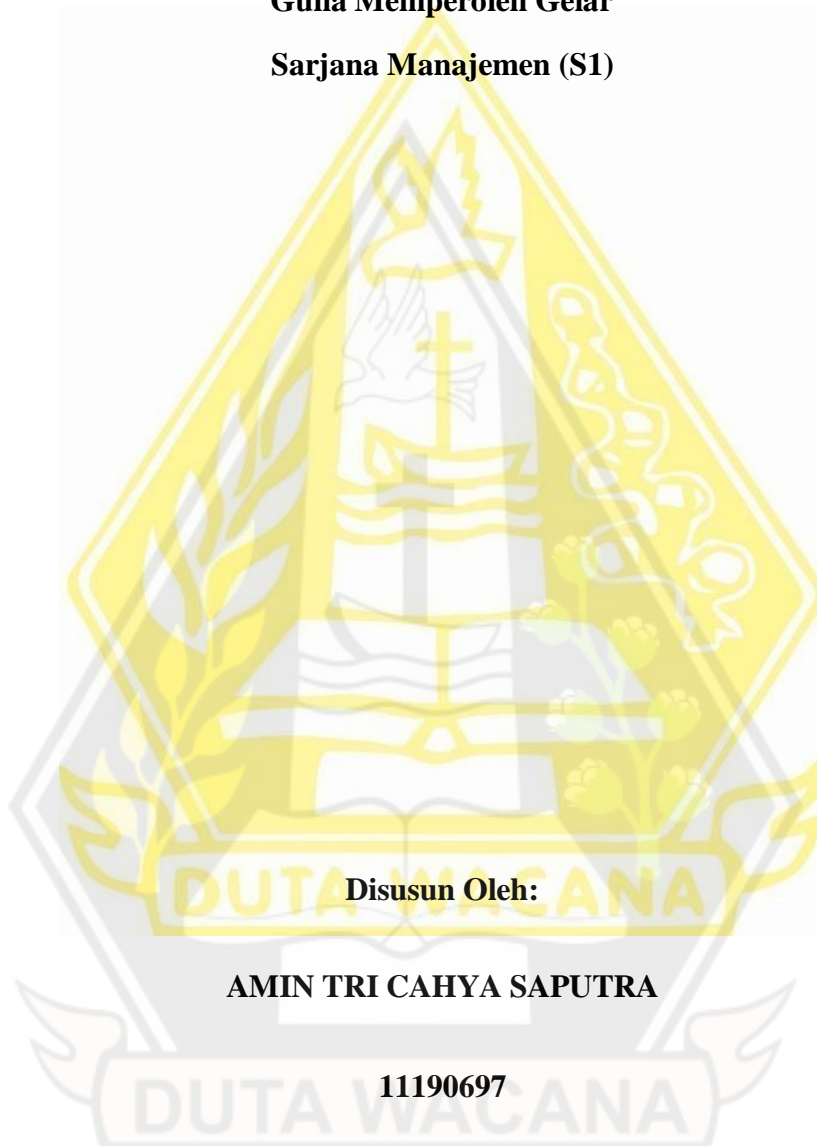 Guna Memperoleh Gelar
Sarjana Manajemen (S1)
DUTA WACANA
Disusun Oleh:
AMIN TRI CAHYA SAPUTRA
11190697
DUTA WACANA